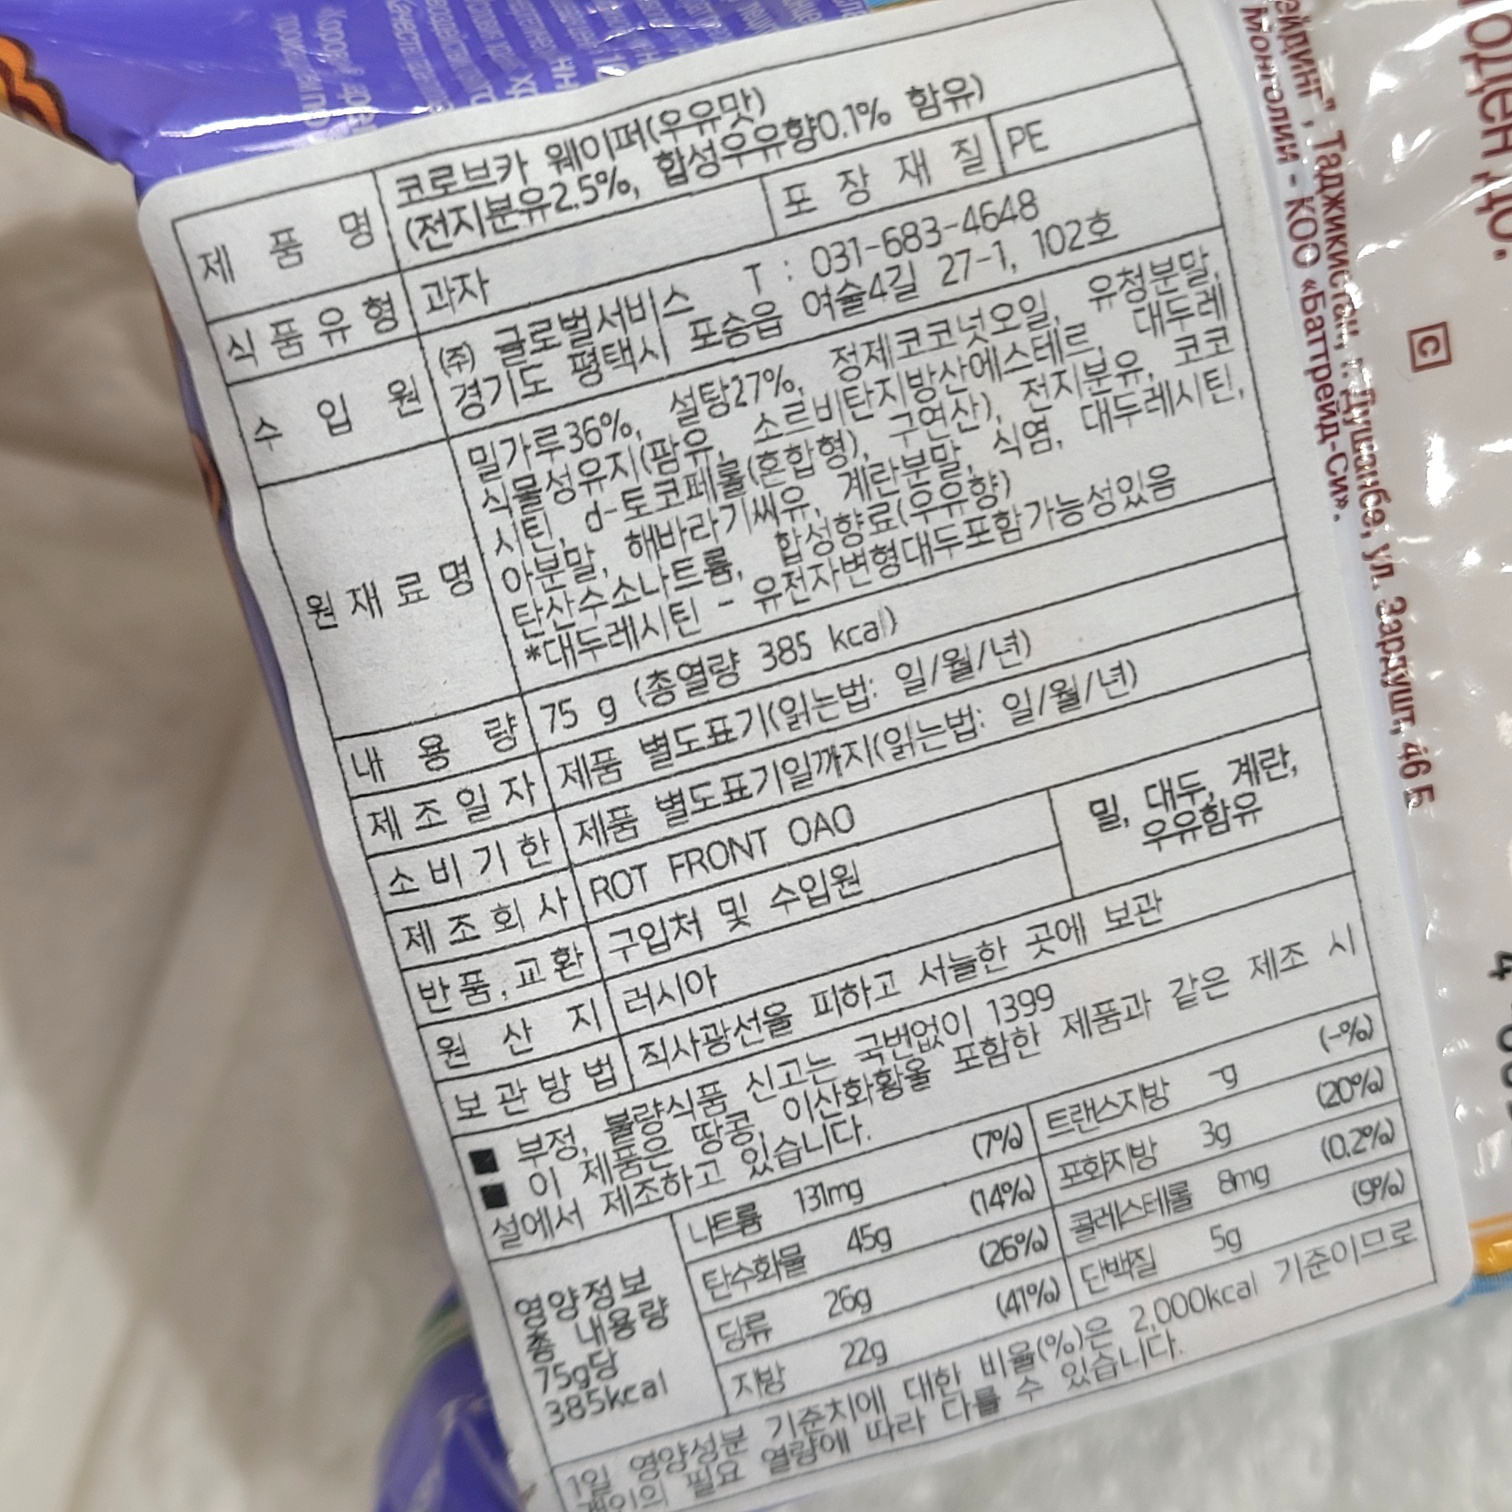 제 품 명 코로브카 웨이퍼(우유맛)
(전지분유2.5%, 합성우유향0.1% 함유)
식품유형 과자 포 장 재 질 PE
수 입 원 (주) 글로벌서비스 T : 031-683-4648
경기도 평택시 포승읍 여술4길 27-1, 102호
원재료명 밀가루36%, 설탕27%, 정제코코넛오일, 유청분말,
식물성유지(팜유, 소르비탄지방산에스테르, 대두레
시틴, d-토코페롤(혼합형), 구연산), 전지분유, 코코
아분말, 해바라기씨유, 계란분말, 식염, 대두레시틴,
탄산수소나트륨, 합성향료(우유향)
*대두레시틴 - 유전자변형대두포함가능성있음
내 용 량 75 g (총열량 385 kcal)
제조일자 제품 별도표기(읽는법: 일/월/년)
소비기한 제품 별도표기일까지(읽는법: 일/월/년)
제조회사 ROT FRONT OAO
반품,교환 구입처 및 수입원
밀, 대두, 계란,
우유함유
원 산 지 러시아
보관방법 직사광선을 피하고 서늘한 곳에 보관
■ 부정, 불량식품 신고는 국번없이 1399
■ 이 제품은 땅콩, 이산화황을 포함한 제품과 같은 제조 시
설에서 제조하고 있습니다.
영양정보
총 내용량
75g당
385kcal
나트륨 131mg (7%) 트랜스지방 -g (-%)
탄수화물 45g (14%) 포화지방 3g (20%)
당류 26g (26%) 콜레스테롤 8mg (0.2%)
지방 22g (41%) 단백질 5g (9%)
1일 영양성분 기준치에 대한 비율(%)은 2,000kcal 기준이므로
개인의 필요 열량에 따라 다를 수 있습니다.
Таджикистан, г. Душанбе, ул. Зардушт, 46 Б
Монголии - КОО «Баттрейд-Си».